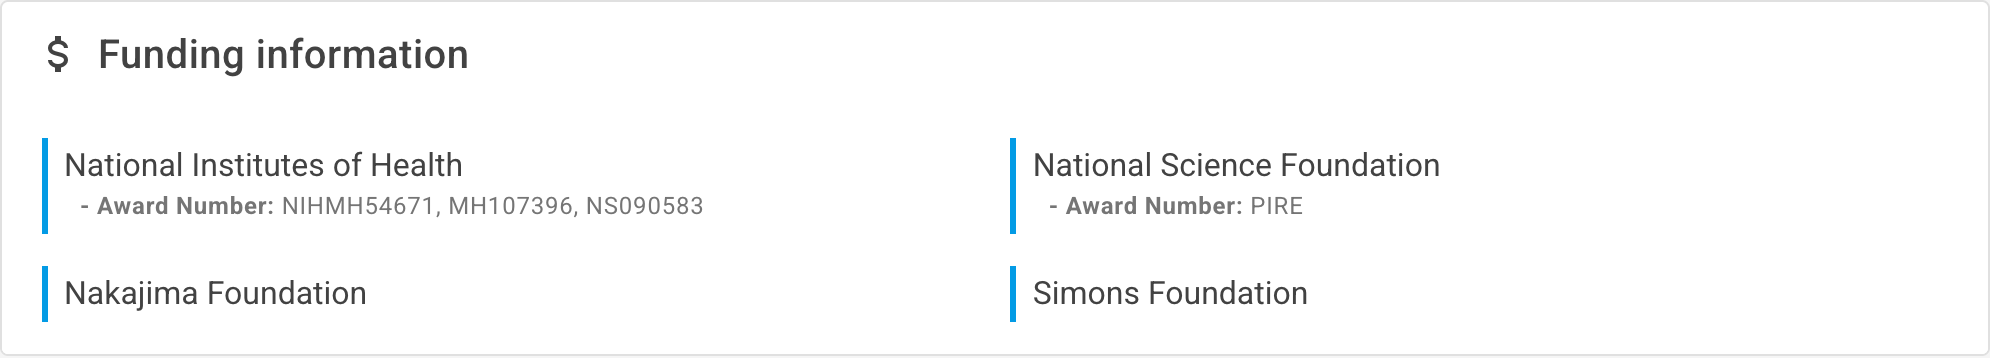 $ Funding information
National Institutes of Health
- Award Number: NIHMH54671, MH107396, NS090583
National Science Foundation
- Award Number: PIRE
Nakajima Foundation
Simons Foundation